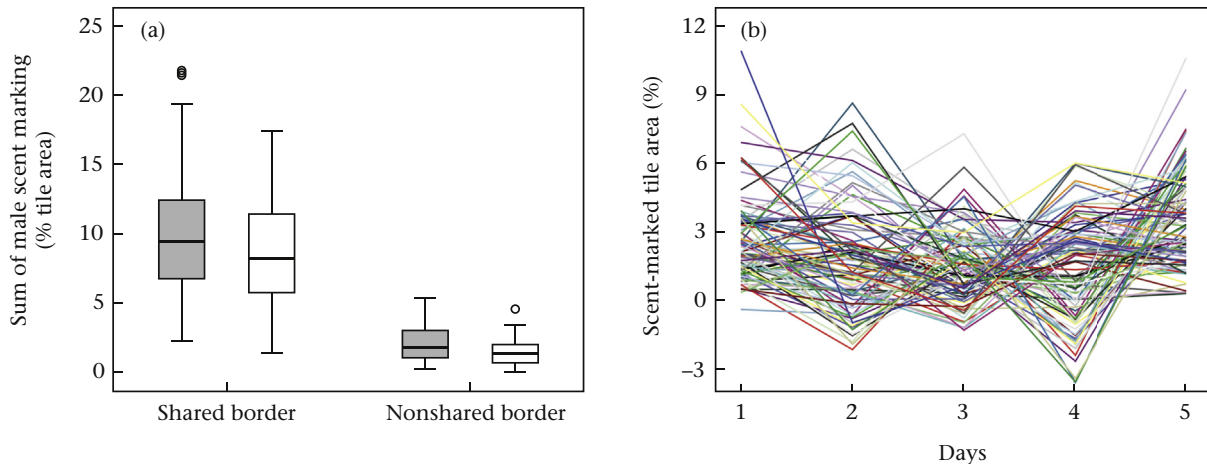 (a)
Sum of male scent marking
(% tile area)
25
20
15
10
5
0
Shared border
Nonshared border
(b)
Scent-marked tile area (%)
12
9
6
3
0
–3
1
2
3
4
5
Days